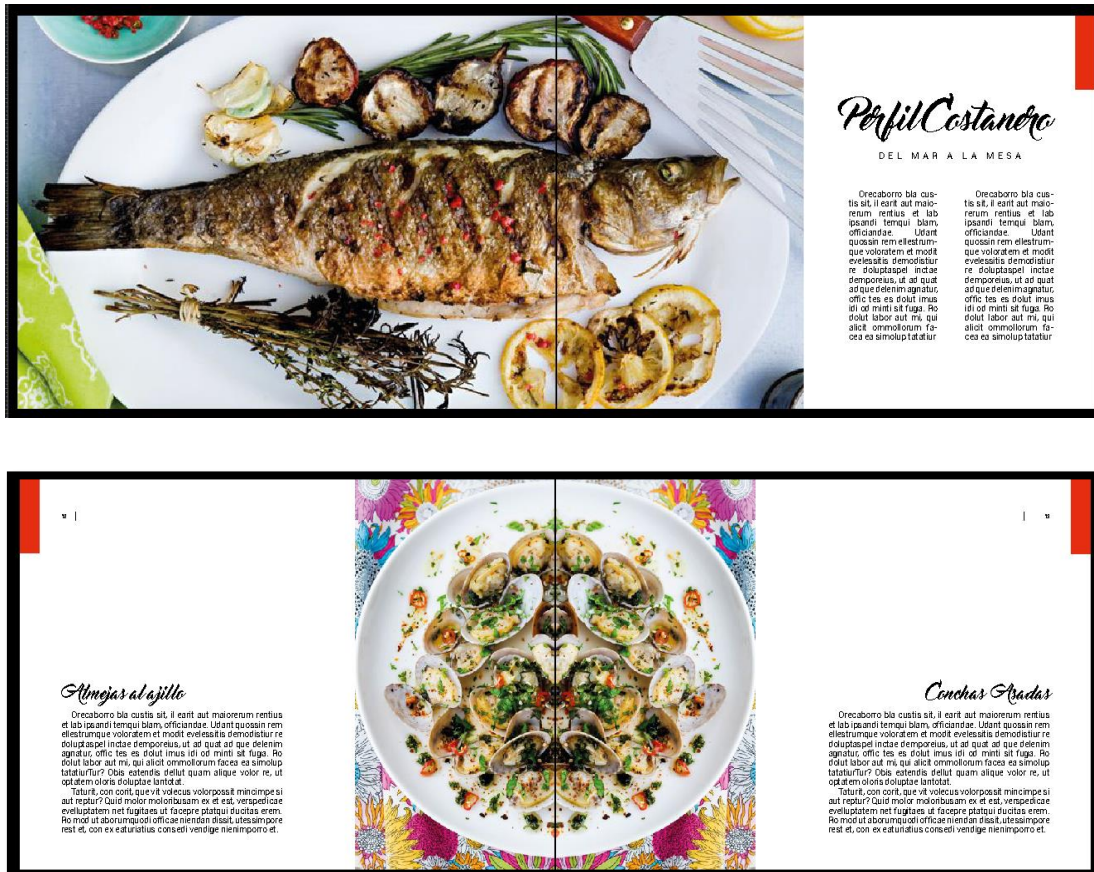 Perfil Costanero
DEL MAR A LA MESA
Orecaborro bla cus-
tis sit, il earit aut maio-
rerum rentius et lab
ipsandi temqui blam,
officiandae. Udant
quossin rem ellestrum-
que voloratem et modit
evelessitis demodistiur
re doluptaspel inctae
demporeius, ut ad quat
ad que delenim agnatur,
offic tes es dolut imus
idi od minti sit fuga. Ro
dolut labor aut mi, qui
alicit ommollorum fa-
cea ea simolup tatatiur
Orecaborro bla cus-
tis sit, il earit aut maio-
rerum rentius et lab
ipsandi temqui blam,
officiandae. Udant
quossin rem ellestrum-
que voloratem et modit
evelessitis demodistiur
re doluptaspel inctae
demporeius, ut ad quat
ad que delenim agnatur,
offic tes es dolut imus
idi od minti sit fuga. Ro
dolut labor aut mi, qui
alicit ommollorum fa-
cea ea simolup tatatiur
Almejas al ajillo
Orecaborro bla custis sit, il earit aut maiorerum rentius
et lab ipsandi temqui blam, officiandae. Udant quossin rem
ellestrumque voloratem et modit evelessitis demodistiur re
doluptaspel inctae demporeius, ut ad quat ad que delenim
agnatur, offic tes es dolut imus idi od minti sit fuga. Ro
dolut labor aut mi, qui alicit ommollorum facea ea simolup
tatatiurTur? Obis eatendis dellut quam alique volor re, ut
optatem oloris doluptae lantotat.
Taturit, con corit, que vit volecus volorpossit mincimpe si
aut reptur? Quid molor moloribusam ex et est, verspedicae
evelluptatem net fugitaes ut facepre ptatqui ducitas erem.
Ro mod ut aborumquodi officae niendan dissit, utessimpore
rest et, con ex eaturiatius consedi vendige nienimporro et.
Conchas Asadas
Orecaborro bla custis sit, il earit aut maiorerum rentius
et lab ipsandi temqui blam, officiandae. Udant quossin rem
ellestrumque voloratem et modit evelessitis demodistiur re
doluptaspel inctae demporeius, ut ad quat ad que delenim
agnatur, offic tes es dolut imus idi od minti sit fuga. Ro
dolut labor aut mi, qui alicit ommollorum facea ea simolup
tatatiurTur? Obis eatendis dellut quam alique volor re, ut
optatem oloris doluptae lantotat.
Taturit, con corit, que vit volecus volorpossit mincimpe si
aut reptur? Quid molor moloribusam ex et est, verspedicae
evelluptatem net fugitaes ut facepre ptatqui ducitas erem.
Ro mod ut aborumquodi officae niendan dissit, utessimpore
rest et, con ex eaturiatius consedi vendige nienimporro et.